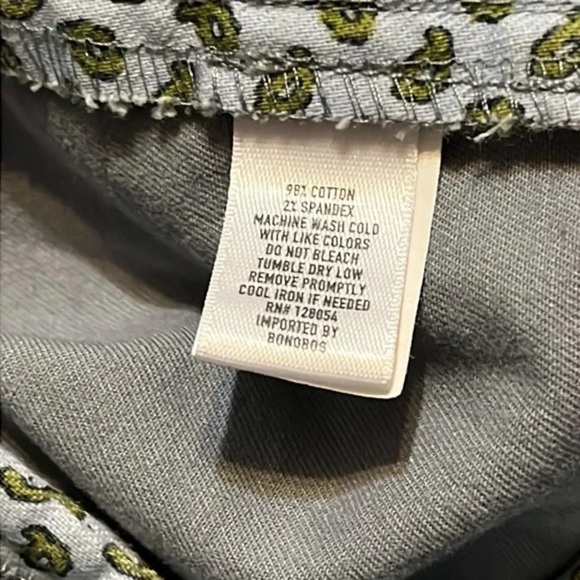 98% COTTON
2% SPANDEX
MACHINE WASH COLD
WITH LIKE COLORS
DO NOT BLEACH
TUMBLE DRY LOW
REMOVE PROMPTLY
COOL IRON IF NEEDED
RN# 128054
IMPORTED BY
BONOBOS